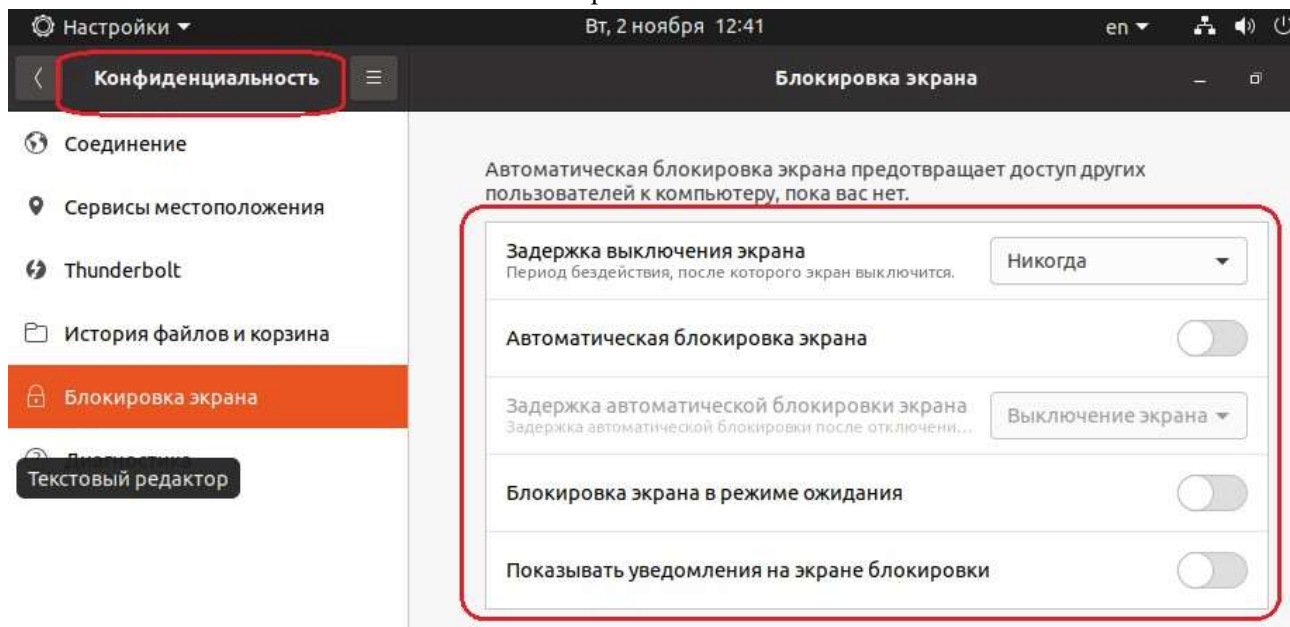 Настройки
Вт, 2 ноября 12:41
en
Конфиденциальность
Блокировка экрана
Соединение
Сервисы местоположения
Thunderbolt
История файлов и корзина
Блокировка экрана
Текстовый редактор
Автоматическая блокировка экрана предотвращает доступ других
пользователей к компьютеру, пока вас нет.
Задержка выключения экрана
Период бездействия, после которого экран выключится.
Никогда
Автоматическая блокировка экрана
Задержка автоматической блокировки экрана
Задержка автоматической блокировки после отключени...
Выключение экрана
Блокировка экрана в режиме ожидания
Показывать уведомления на экране блокировки